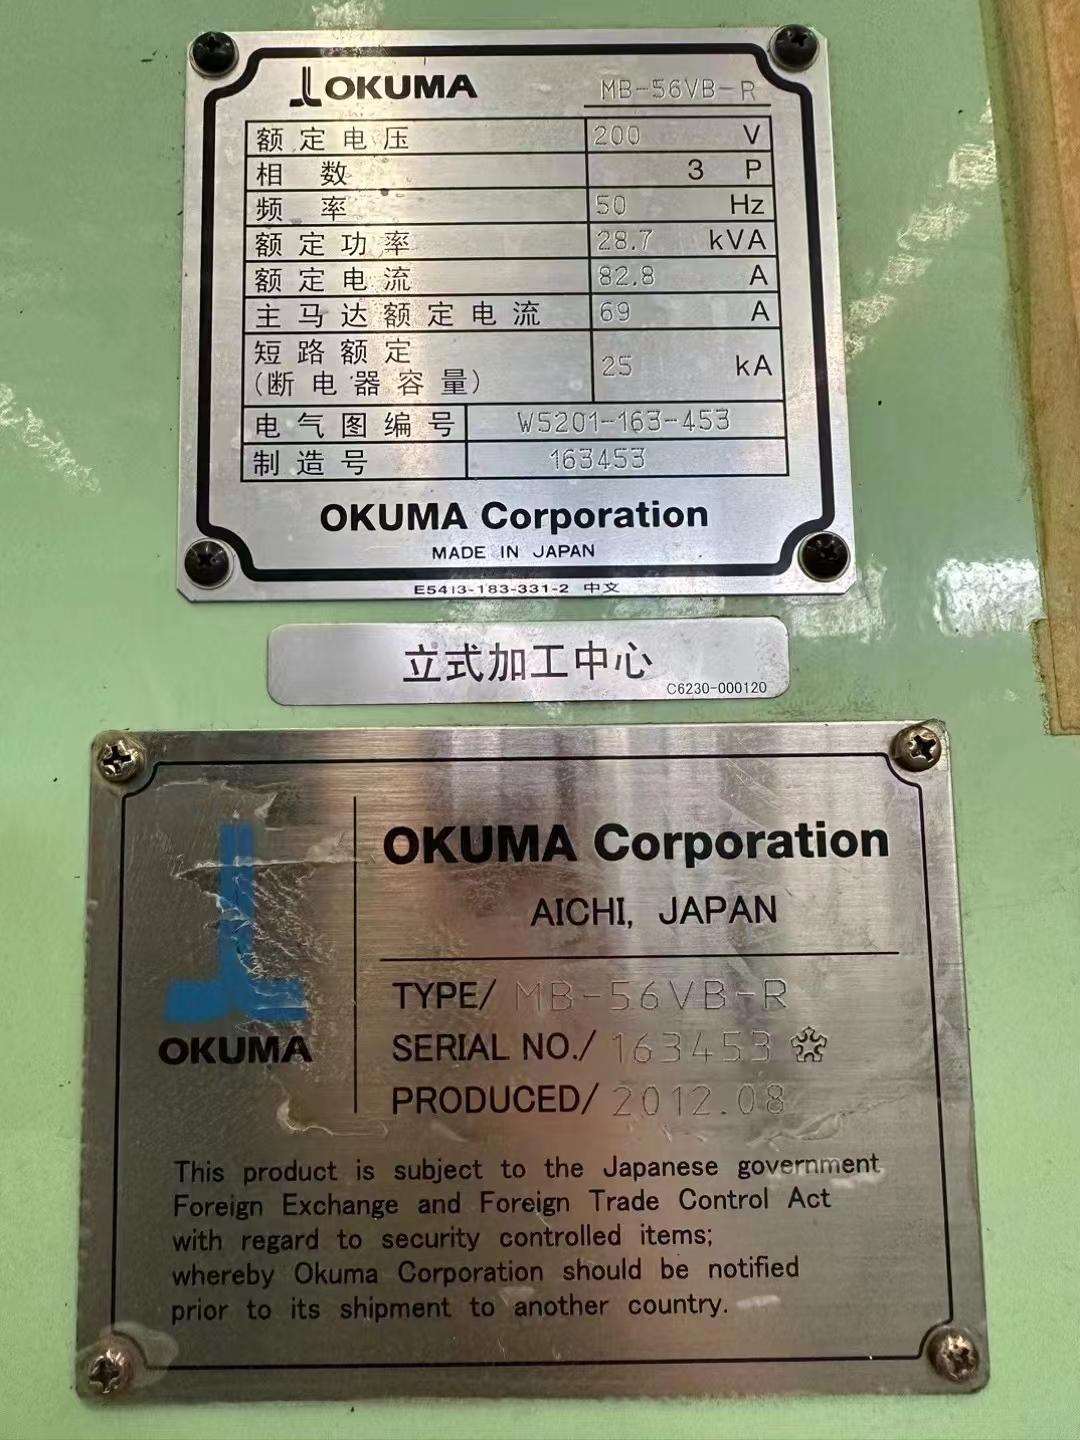 OKUMA MB-56VB-R
额定电压 200 V
相数 3 P
频率 50 Hz
额定功率 28.7 kVA
额定电流 82.8 A
主马达额定电流 69 A
短路额定
(断电器容量) 25 kA
电气图编号 W5201-163-453
制造号 163453
OKUMA Corporation
MADE IN JAPAN
E5413-183-331-2 中文
立式加工中心
C6230-000120
OKUMA
OKUMA Corporation
AICHI, JAPAN
TYPE/ MB-56VB-R
SERIAL NO./ 163453
PRODUCED/ 2012.08
This product is subject to the Japanese government
Foreign Exchange and Foreign Trade Control Act
with regard to security controlled items;
whereby Okuma Corporation should be notified
prior to its shipment to another country.